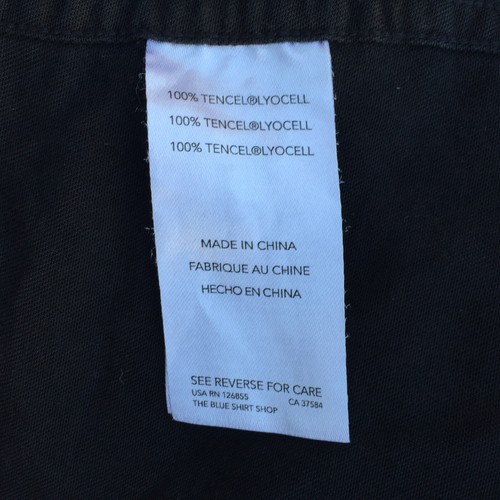 100% TENCEL®LYOCELL
100% TENCEL®LYOCELL
100% TENCEL®LYOCELL
MADE IN CHINA
FABRIQUE AU CHINE
HECHO EN CHINA
SEE REVERSE FOR CARE
USA RN 126855 CA 37584
THE BLUE SHIRT SHOP